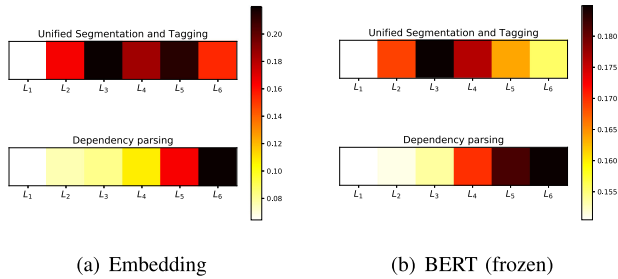 Unified Segmentation and Tagging
L1 L2 L3 L4 L5 L6
Dependency parsing
L1 L2 L3 L4 L5 L6
0.20
0.18
0.16
0.14
0.12
0.10
0.08
(a) Embedding
Unified Segmentation and Tagging
L1 L2 L3 L4 L5 L6
Dependency parsing
L1 L2 L3 L4 L5 L6
0.180
0.175
0.170
0.165
0.160
0.155
(b) BERT (frozen)